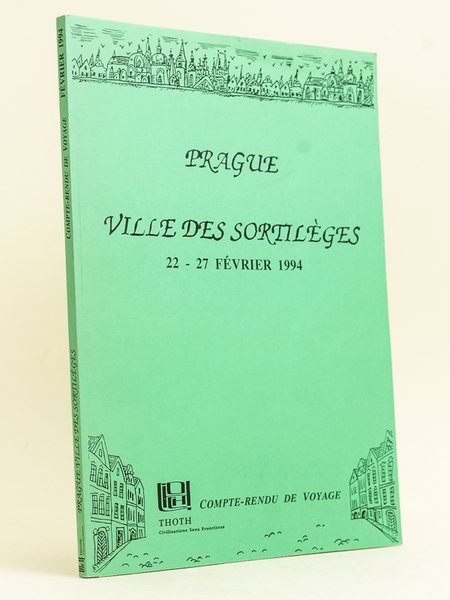 PRAGUE
VILLE DES SORTILÈGES
22 - 27 FÉVRIER 1994
THOTH
Civilisations Sans Frontières
COMPTE-RENDU DE VOYAGE
PRAGUE VILLE DES SORTILÈGES
COMPTE-RENDU DE VOYAGE
FÉVRIER 1994